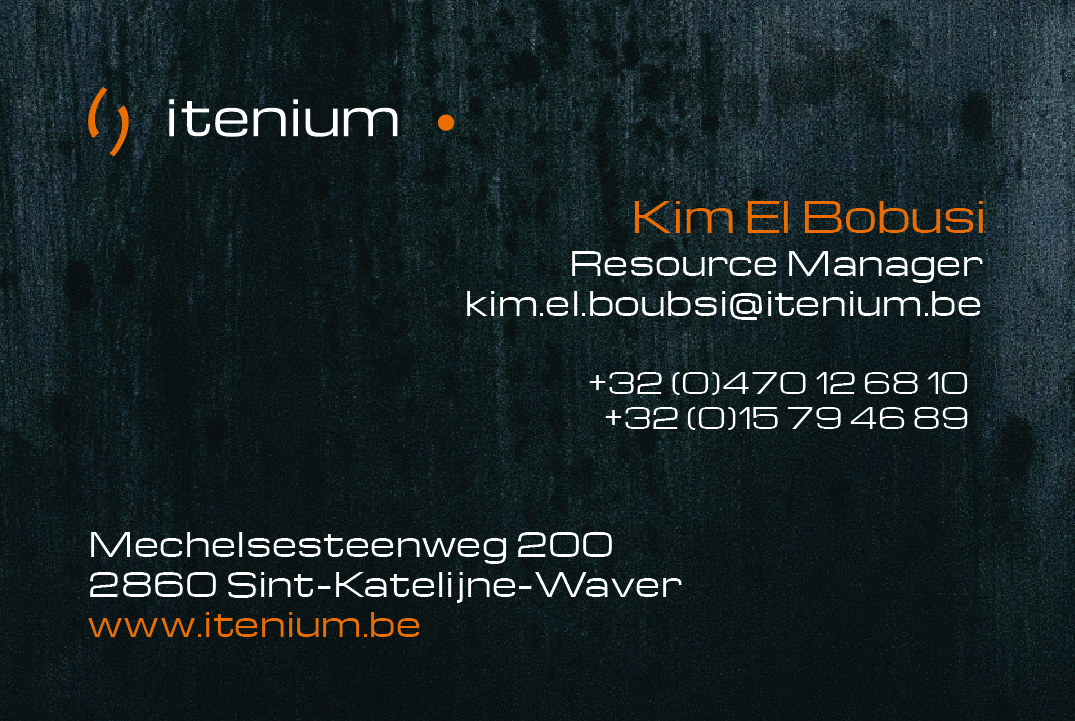 itenium
Kim El Bobusi
Resource Manager
kim.el.boubsi@itenium.be
+32 (0)470 12 68 10
+32 (0)15 79 46 89
Mechelsesteenweg 200
2860 Sint-Katelijne-Waver
www.itenium.be